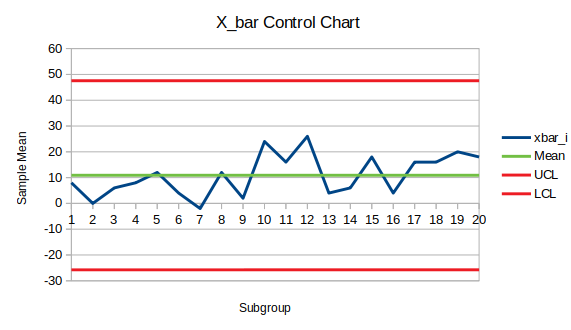 X_bar Control Chart
60
50
40
30
20
10
0
-10
-20
-30
1 2 3 4 5 6 7 8 9 10 11 12 13 14 15 16 17 18 19 20
Sample Mean
Subgroup
xbar_i
Mean
UCL
LCL